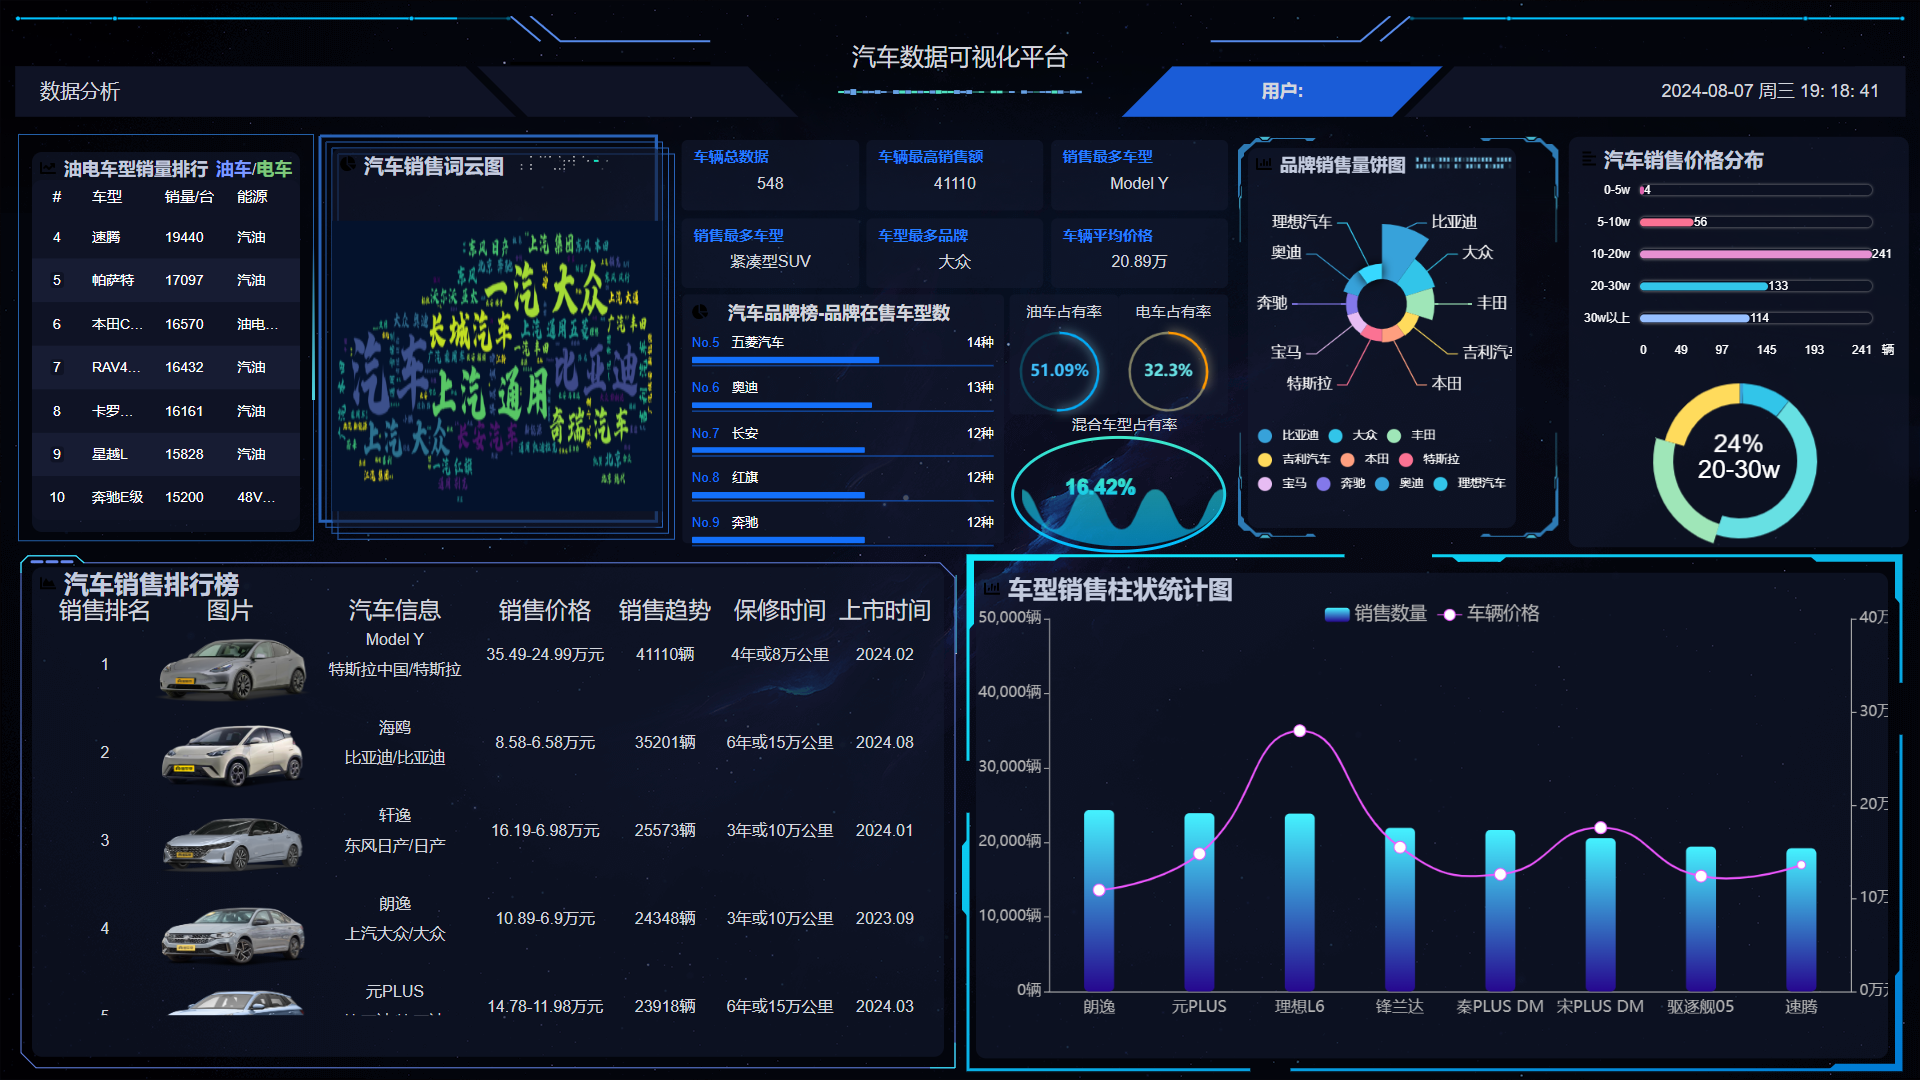 汽车数据可视化平台
数据分析
用户:
2024-08-07 周三 19: 18: 41
油电车型销量排行 油车/电车
# 车型 销量/台 能源
4 速腾 19440 汽油
5 帕萨特 17097 汽油
6 本田C... 16570 油电...
7 RAV4... 16432 汽油
8 卡罗... 16161 汽油
9 星越L 15828 汽油
10 奔驰E级 15200 48V...
汽车销售词云图
东风日产
上汽 集团
一汽 大众
长城汽车
汽车
比亚迪
上汽 通用
上汽 大众
长安汽车
奇瑞汽车
车辆总数据
548
车辆最高销售额
41110
销售最多车型
Model Y
销售最多车型
紧凑型SUV
车型最多品牌
大众
车辆平均价格
20.89万
汽车品牌榜-品牌在售车型数
No.5 五菱汽车 14种
No.6 奥迪 13种
No.7 长安 12种
No.8 红旗 12种
No.9 奔驰 12种
油车占有率
51.09%
电车占有率
32.3%
混合车型占有率
16.42%
品牌销售量饼图
理想汽车
比亚迪
奥迪
大众
奔驰
丰田
宝马
吉利汽
特斯拉
本田
比亚迪 大众 丰田
吉利汽车 本田 特斯拉
宝马 奔驰 奥迪 理想汽车
汽车销售价格分布
0-5w 4
5-10w 56
10-20w 241
20-30w 133
30w以上 114
0 49 97 145 193 241 辆
24%
20-30w
汽车销售排行榜
销售排名 图片 汽车信息 销售价格 销售趋势 保修时间 上市时间
1 Model Y 特斯拉中国/特斯拉 35.49-24.99万元 41110辆 4年或8万公里 2024.02
2 海鸥 比亚迪/比亚迪 8.58-6.58万元 35201辆 6年或15万公里 2024.08
3 轩逸 东风日产/日产 16.19-6.98万元 25573辆 3年或10万公里 2024.01
4 朗逸 上汽大众/大众 10.89-6.9万元 24348辆 3年或10万公里 2023.09
元PLUS 14.78-11.98万元 23918辆 6年或15万公里 2024.03
车型销售柱状统计图
销售数量 车辆价格
50,000辆
40,000辆
30,000辆
20,000辆
10,000辆
0辆
40万
30万
20万
10万
0万
朗逸 元PLUS 理想L6 锋兰达 秦PLUS DM 宋PLUS DM 驱逐舰05 速腾